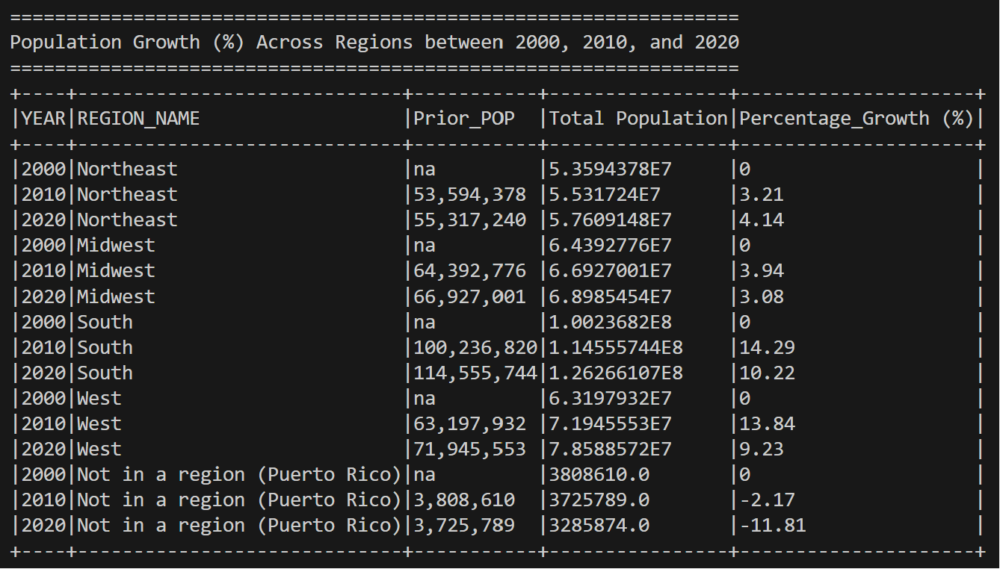 =================================================================
Population Growth (%) Across Regions between 2000, 2010, and 2020
=================================================================
+----+-----------------------------+-----------+----------------+---------------------+
|YEAR|REGION_NAME                  |Prior_POP  |Total Population|Percentage_Growth (%)|
+----+-----------------------------+-----------+----------------+---------------------+
|2000|Northeast                    |na         |5.3594378E7     |0                    |
|2010|Northeast                    |53,594,378 |5.531724E7      |3.21                 |
|2020|Northeast                    |55,317,240 |5.7609148E7     |4.14                 |
|2000|Midwest                      |na         |6.4392776E7     |0                    |
|2010|Midwest                      |64,392,776 |6.6927001E7     |3.94                 |
|2020|Midwest                      |66,927,001 |6.8985454E7     |3.08                 |
|2000|South                        |na         |1.0023682E8     |0                    |
|2010|South                        |100,236,820|1.14555744E8    |14.29                |
|2020|South                        |114,555,744|1.26266107E8    |10.22                |
|2000|West                         |na         |6.3197932E7     |0                    |
|2010|West                         |63,197,932 |7.1945553E7     |13.84                |
|2020|West                         |71,945,553 |7.8588572E7     |9.23                 |
|2000|Not in a region (Puerto Rico)|na         |3808610.0       |0                    |
|2010|Not in a region (Puerto Rico)|3,808,610  |3725789.0       |-2.17                |
|2020|Not in a region (Puerto Rico)|3,725,789  |3285874.0       |-11.81               |
+----+-----------------------------+-----------+----------------+---------------------+